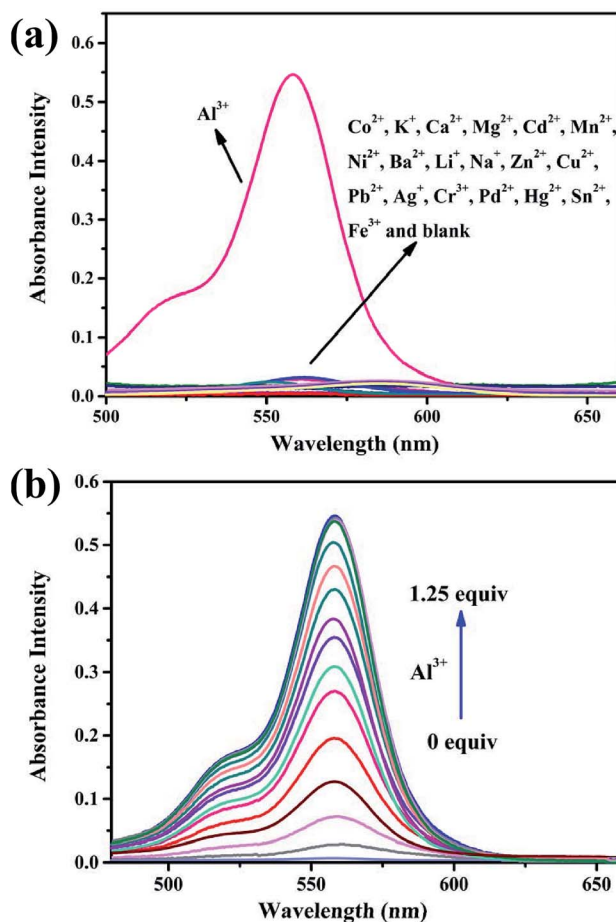 (a)
0.6
0.5
0.4
0.3
0.2
0.1
0.0
Absorbance Intensity
Al³⁺
Co²⁺, K⁺, Ca²⁺, Mg²⁺, Cd²⁺, Mn²⁺,
Ni²⁺, Ba²⁺, Li⁺, Na⁺, Zn²⁺, Cu²⁺,
Pb²⁺, Ag⁺, Cr³⁺, Pd²⁺, Hg²⁺, Sn²⁺,
Fe³⁺ and blank
500 550 600 650
Wavelength (nm)
(b)
0.6
0.5
0.4
0.3
0.2
0.1
0.0
Absorbance Intensity
1.25 equiv
Al³⁺
0 equiv
500 550 600 650
Wavelength (nm)